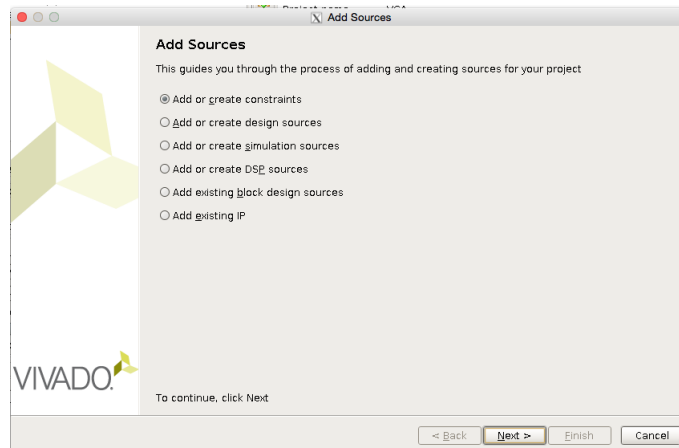 Add Sources
Add Sources
This guides you through the process of adding and creating sources for your project
Add or create constraints
Add or create design sources
Add or create simulation sources
Add or create DSP sources
Add existing block design sources
Add existing IP
VIVADO.
To continue, click Next
< Back Next > Finish Cancel